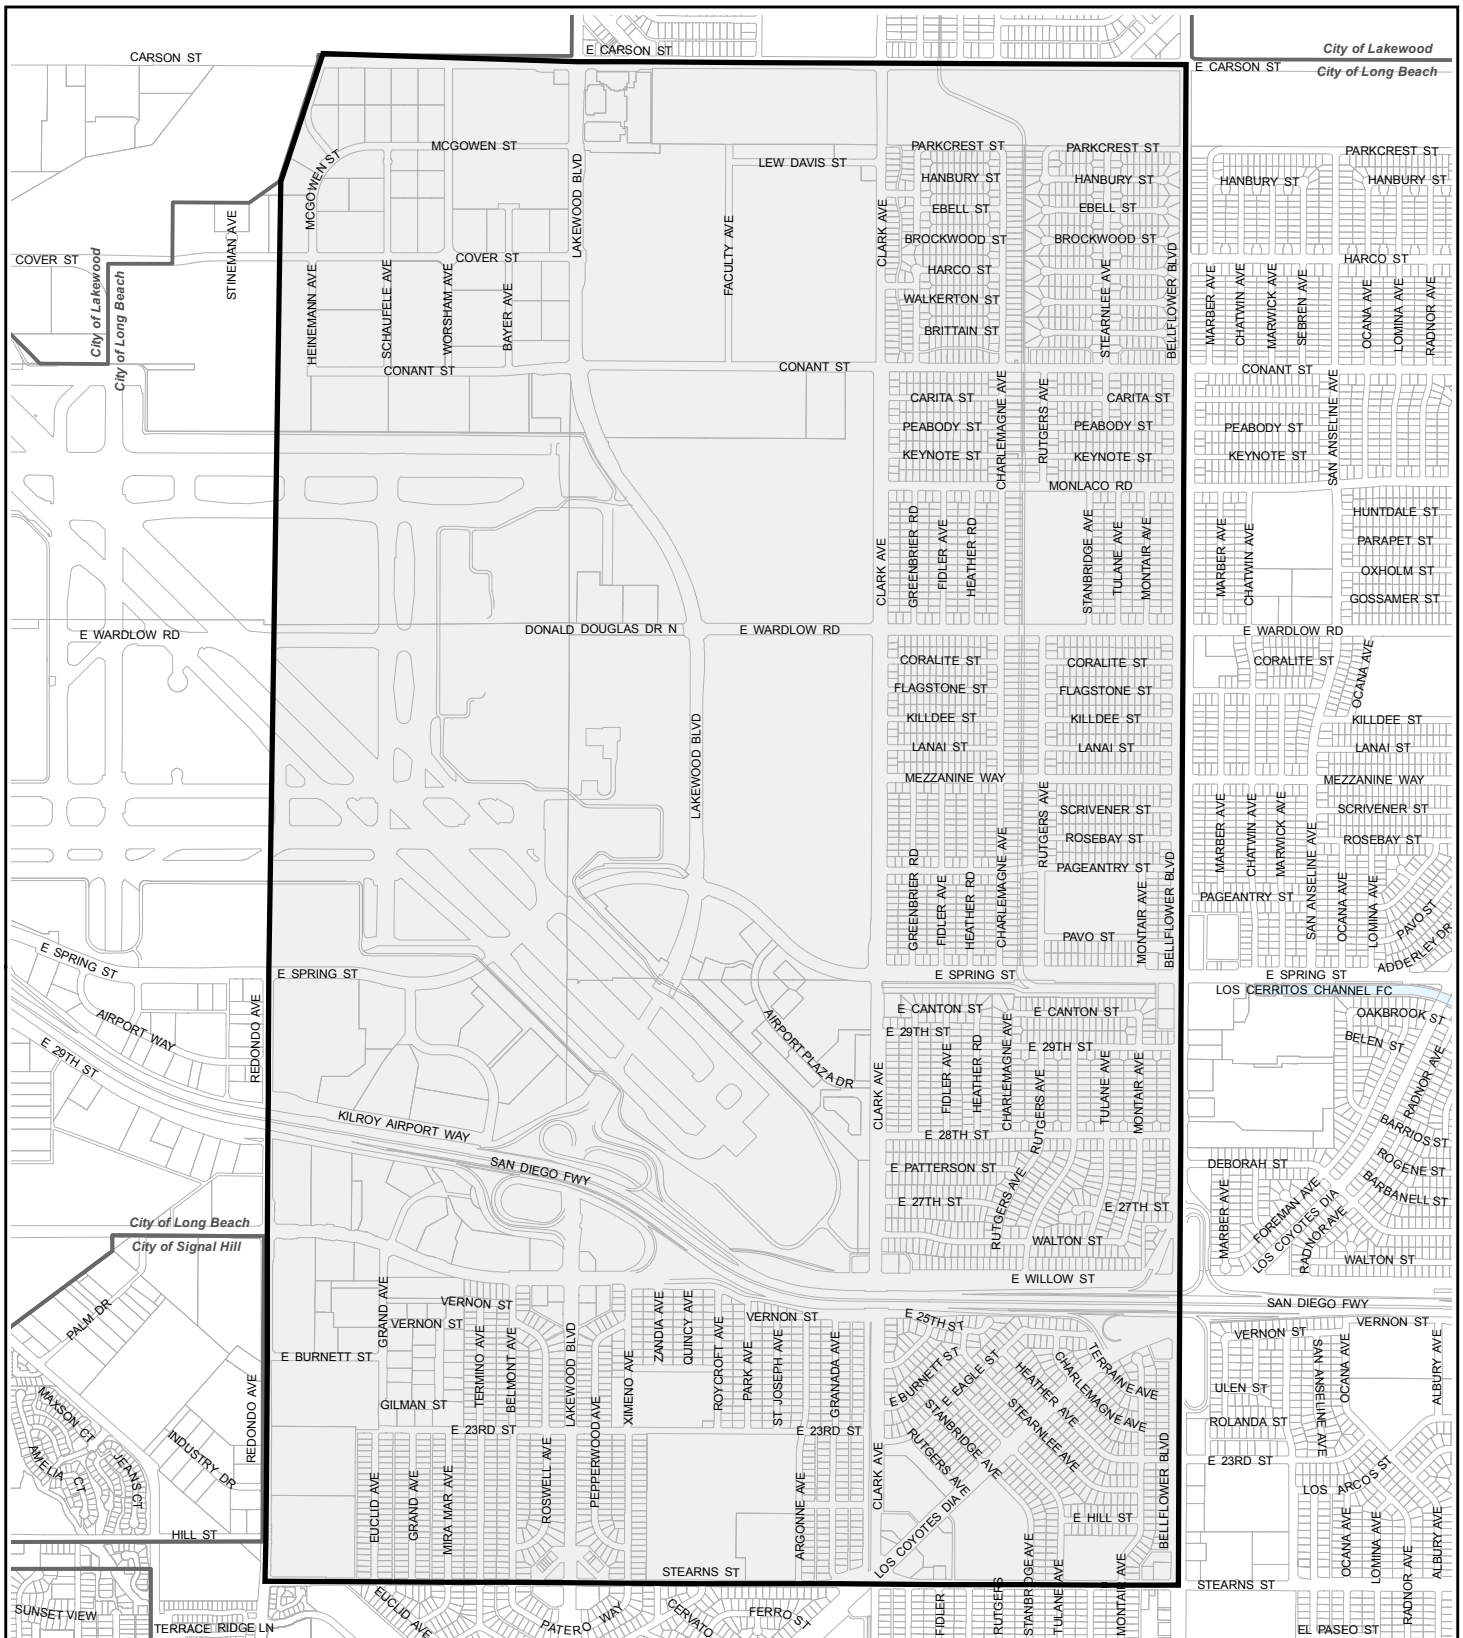 CARSON ST
E CARSON ST
City of Lakewood
E CARSON ST
City of Long Beach
MCGOWEN ST
MCGOWEN ST
LAKEWOOD BLVD
LEW DAVIS ST
PARKCREST ST
PARKCREST ST
PARKCREST ST
HANBURY ST
HANBURY ST
HANBURY ST
HANBURY ST
EBELL ST
EBELL ST
STINEMAN AVE
FACULTY AVE
CLARK AVE
BROCKWOOD ST
BROCKWOOD ST
COVER ST
COVER ST
City of Lakewood
City of Long Beach
HARCO ST
HARCO ST
HEINEMANN AVE
SCHAUFELE AVE
WORSHAM AVE
BAYER AVE
WALKERTON ST
BRITTAIN ST
STEARNLEE AVE
BELLFLOWER BLVD
MARBER AVE
CHATWIN AVE
MARWICK AVE
SEBREN AVE
OCANA AVE
LOMINA AVE
RADNOR AVE
CONANT ST
CONANT ST
CONANT ST
CARITA ST
CARITA ST
CHARLEMAGNE AVE
RUTGERS AVE
SAN ANSELINE AVE
PEABODY ST
PEABODY ST
PEABODY ST
KEYNOTE ST
KEYNOTE ST
KEYNOTE ST
MONLACO RD
HUNTDALE ST
PARAPET ST
OXHOLM ST
GOSSAMER ST
CLARK AVE
GREENBRIER RD
FIDLER AVE
HEATHER RD
STANBRIDGE AVE
TULANE AVE
MONTAIR AVE
MARBER AVE
CHATWIN AVE
E WARDLOW RD
DONALD DOUGLAS DR N
E WARDLOW RD
E WARDLOW RD
CORALITE ST
CORALITE ST
CORALITE ST
OCANA AVE
FLAGSTONE ST
FLAGSTONE ST
KILLDEE ST
KILLDEE ST
KILLDEE ST
LANAI ST
LANAI ST
LANAI ST
LAKEWOOD BLVD
MEZZANINE WAY
MEZZANINE WAY
RUTGERS AVE
SCRIVENER ST
SCRIVENER ST
ROSEBAY ST
ROSEBAY ST
PAGEANTRY ST
PAGEANTRY ST
MARBER AVE
CHATWIN AVE
MARWICK AVE
SAN ANSELINE AVE
OCANA AVE
LOMINA AVE
PAVO ST
ADDERLEY DR
GREENBRIER RD
FIDLER AVE
HEATHER RD
CHARLEMAGNE AVE
PAVO ST
MONTAIR AVE
BELLFLOWER BLVD
E SPRING ST
E SPRING ST
E SPRING ST
E SPRING ST
LOS CERRITOS CHANNEL FC
AIRPORT WAY
E 29TH ST
REDONDO AVE
AIRPORT PLAZA DR
E CANTON ST
E CANTON ST
E 29TH ST
E 29TH ST
OAKBROOK ST
BELEN ST
CLARK AVE
FIDLER AVE
HEATHER RD
CHARLEMAGNE AVE
RUTGERS AVE
TULANE AVE
MONTAIR AVE
RADNOR AVE
KILROY AIRPORT WAY
SAN DIEGO FWY
E 28TH ST
E PATTERSON ST
E 27TH ST
E 27TH ST
RUTGERS AVE
BARRIOS ST
ROGENE ST
BARBANELL ST
DEBORAH ST
MARBER AVE
FOREMAN AVE
LOS COYOTES DIA
RADNOR AVE
WALTON ST
WALTON ST
City of Long Beach
City of Signal Hill
E WILLOW ST
SAN DIEGO FWY
PALM DR
GRAND AVE
VERNON ST
VERNON ST
VERNON ST
VERNON ST
VERNON ST
E BURNETT ST
TERMINO AVE
BELMONT AVE
LAKEWOOD BLVD
PEPPERWOOD AVE
XIMENO AVE
ZANDIA AVE
QUINCY AVE
ROYCROFT AVE
PARK AVE
ST JOSEPH AVE
GRANADA AVE
E 25TH ST
E BURNETT ST
E EAGLE ST
HEATHER AVE
CHARLEMAGNE AVE
TERRAINE AVE
STANBRIDGE AVE
STEARNLEE AVE
RUTGERS AVE
ULEN ST
ROLANDA ST
E 23RD ST
SAN ANSELINE AVE
OCANA AVE
ALBURY AVE
GILMAN ST
E 23RD ST
E 23RD ST
MAXSON CT
AMELIA CT
JEANS CT
INDUSTRY DR
REDONDO AVE
EUCLID AVE
GRAND AVE
MIRA MAR AVE
ROSWELL AVE
ARGONNE AVE
CLARK AVE
LOS COYOTES DIA
E HILL ST
BELLFLOWER BLVD
LOS ARCOS ST
OCANA AVE
LOMINA AVE
RADNOR AVE
ALBURY AVE
HILL ST
STEARNS ST
STEARNS ST
SUNSET VIEW
TERRACE RIDGE LN
EUCLID AVE
PATERO WAY
CERVATO
FERRO ST
FIDLER
RUTGERS
STANBRIDGE AVE
TULANE AVE
MONTAIR AVE
EL PASEO ST